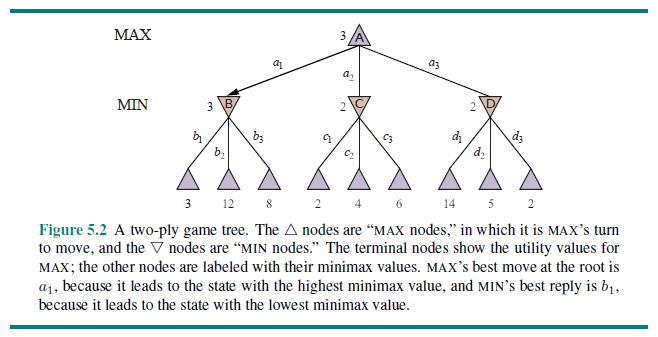 MAX
3 A
a1 a2 a3
MIN
3 B 2 C 2 D
b1 b2 b3 c1 c2 c3 d1 d2 d3
3 12 8 2 4 6 14 5 2
Figure 5.2 A two-ply game tree. The △ nodes are “MAX nodes,” in which it is MAX’s turn
to move, and the ▽ nodes are “MIN nodes.” The terminal nodes show the utility values for
MAX; the other nodes are labeled with their minimax values. MAX’s best move at the root is
a1, because it leads to the state with the highest minimax value, and MIN’s best reply is b1,
because it leads to the state with the lowest minimax value.